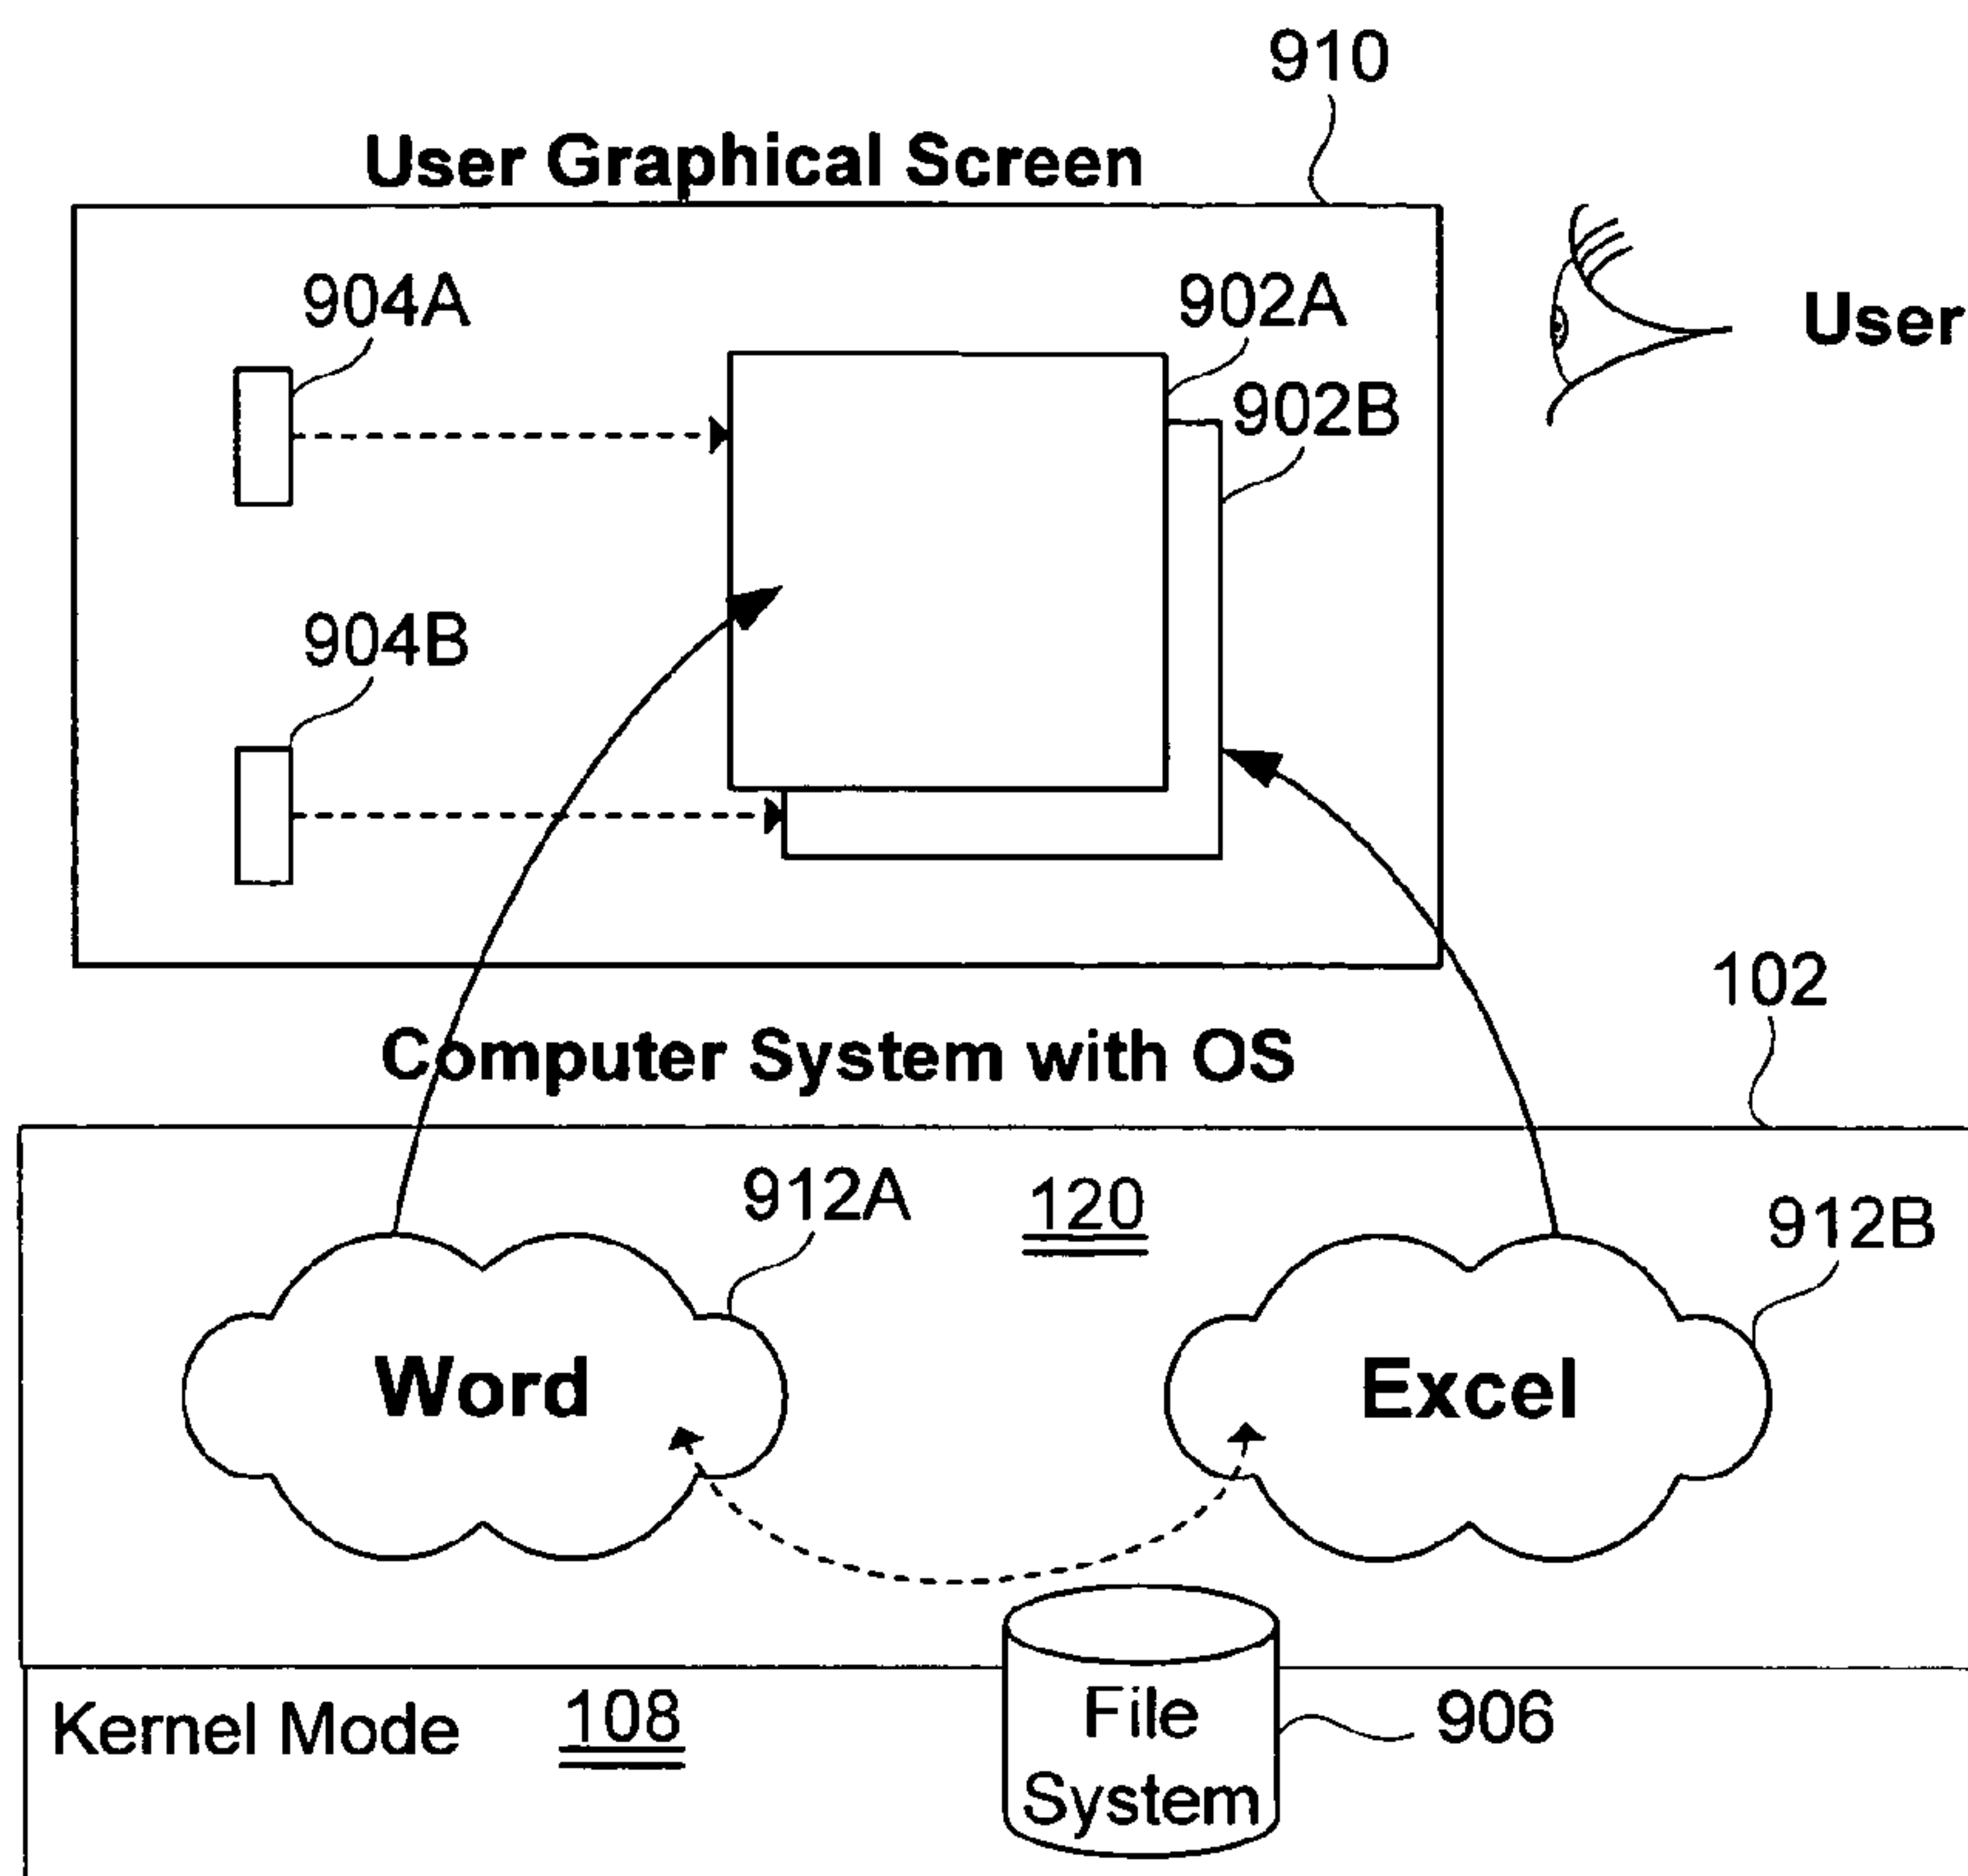 910
User Graphical Screen
904A
902A
User
902B
904B
102
Computer System with OS
912A
120
912B
Word
Excel
Kernel Mode 108
File
System
906